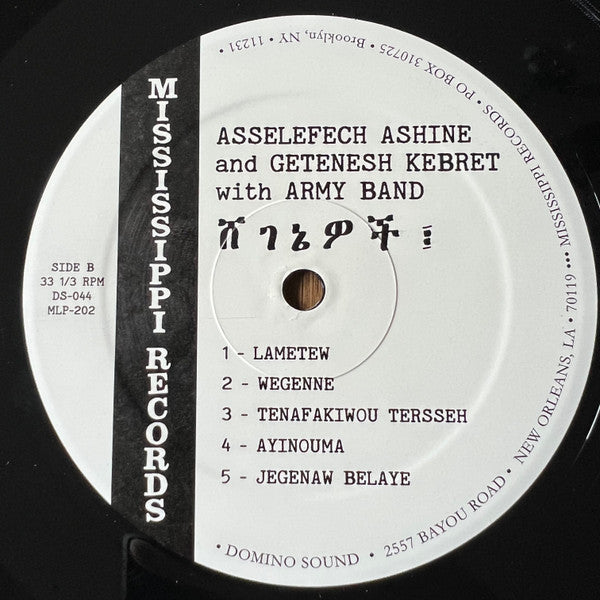 MISSISSIPPI RECORDS
ASSELEFECH ASHINE
and GETENESH KEBRET
with ARMY BAND
ሸገኔዎች ፤
SIDE B
33 1/3 RPM
DS-044
MLP-202
1 - LAMETEW
2 - WEGENNE
3 - TENAFAKIWOU TERSSEH
4 - AYINOUMA
5 - JEGENAW BELAYE
• DOMINO SOUND • 2557 BAYOU ROAD • NEW ORLEANS, LA • 70119 ••• MISSISSIPPI RECORDS • PO BOX 310725 • Brooklyn, NY • 11231 •